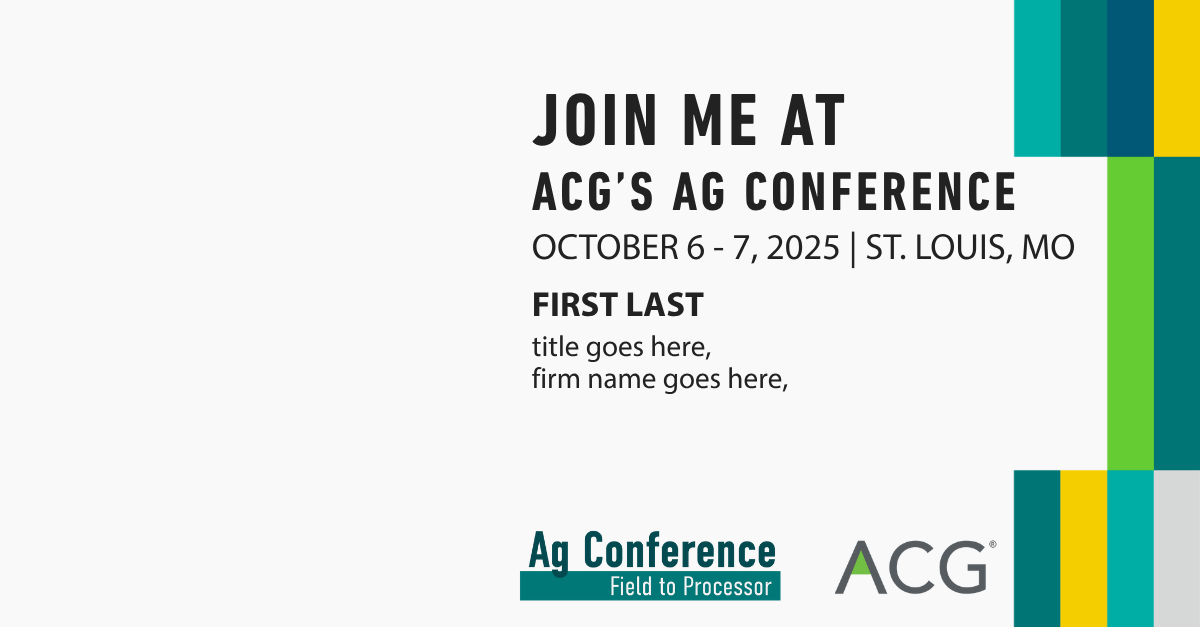 JOIN ME AT
ACG’S AG CONFERENCE
OCTOBER 6 - 7, 2025 | ST. LOUIS, MO
FIRST LAST
title goes here,
firm name goes here,
Ag Conference
Field to Processor
ACG®